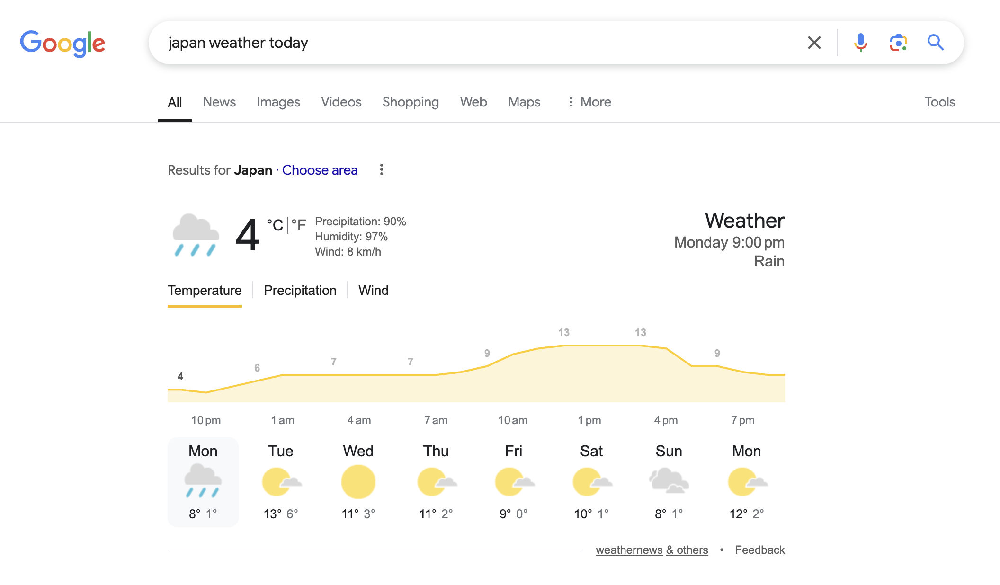 Google
japan weather today
All News Images Videos Shopping Web Maps More Tools
Results for Japan · Choose area
4 °C | °F
Precipitation: 90%
Humidity: 97%
Wind: 8 km/h
Weather
Monday 9:00 pm
Rain
Temperature | Precipitation | Wind
4 6 7 7 9 13 13 9
10 pm 1 am 4 am 7 am 10 am 1 pm 4 pm 7 pm
Mon Tue Wed Thu Fri Sat Sun Mon
8° 1° 13° 6° 11° 3° 11° 2° 9° 0° 10° 1° 8° 1° 12° 2°
weathernews & others • Feedback